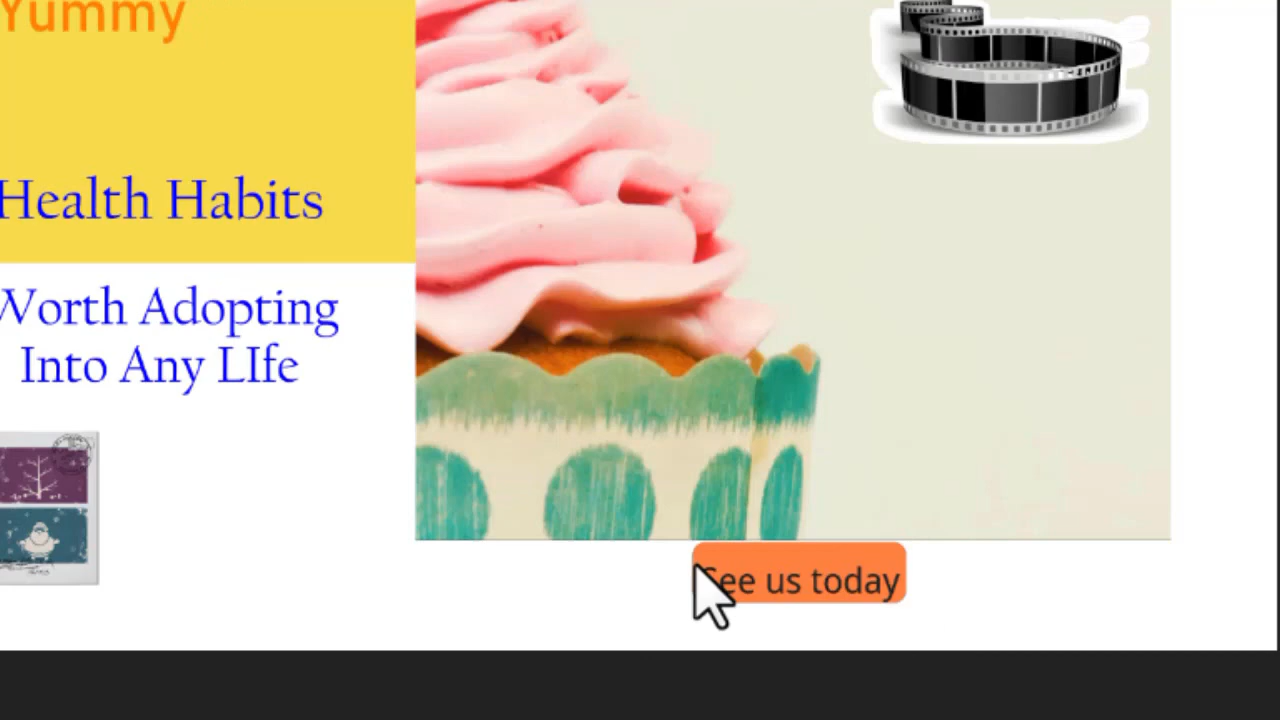 Yummy
Health Habits
Worth Adopting
Into Any LIfe
See us today